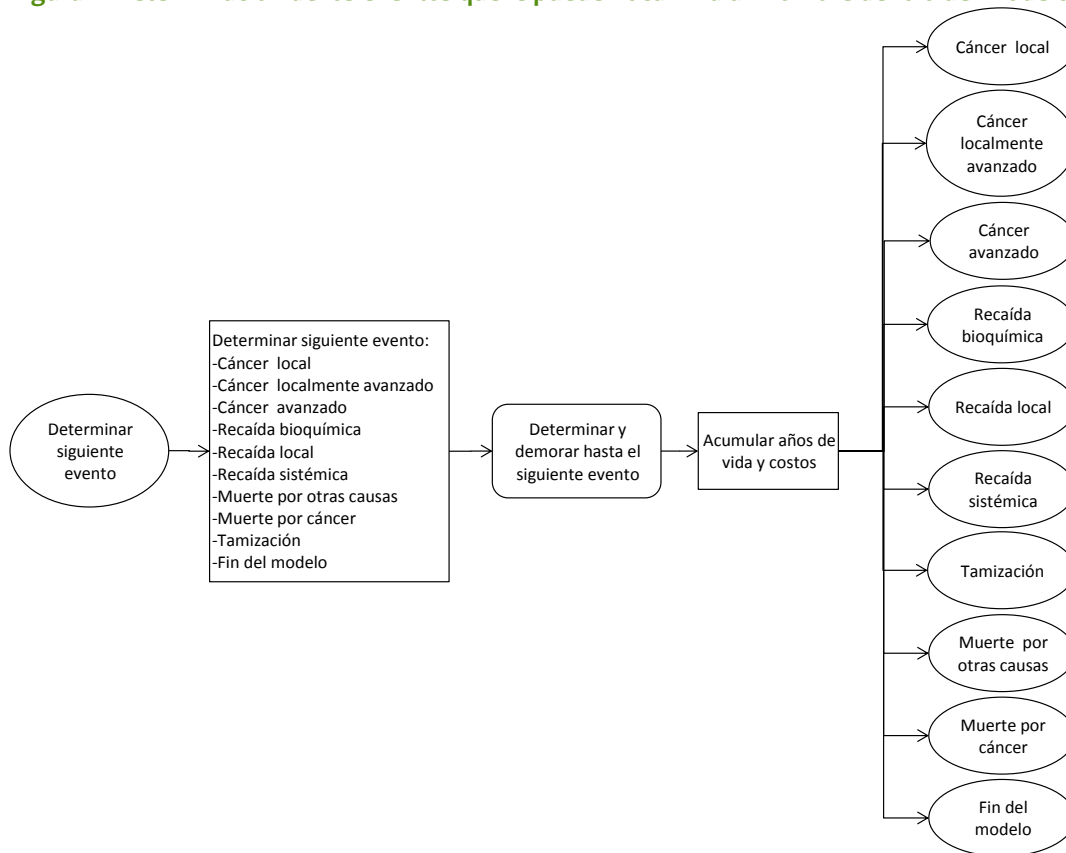 Cáncer local
Cáncer
localmente
avanzado
Cáncer
avanzado
Recaída
bioquímica
Determinar siguiente evento:
-Cáncer local
-Cáncer localmente avanzado
-Cáncer avanzado
-Recaída bioquímica
-Recaída local
-Recaída sistémica
-Muerte por otras causas
-Muerte por cáncer
-Tamización
-Fin del modelo
Determinar
siguiente
evento
Determinar y
demorar hasta el
siguiente evento
Acumular años de
vida y costos
Recaída local
Recaída
sistémica
Tamización
Muerte por
otras causas
Muerte por
cáncer
Fin del
modelo